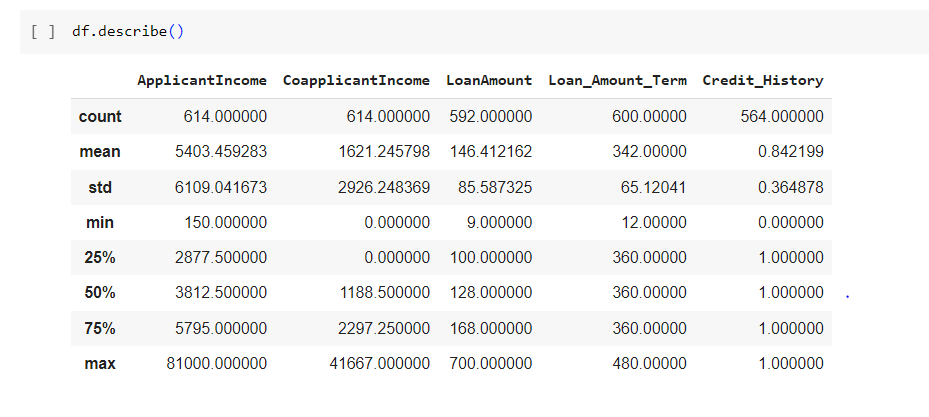 [ ] df.describe()
ApplicantIncome CoapplicantIncome LoanAmount Loan_Amount_Term Credit_History
count 614.000000 614.000000 592.000000 600.00000 564.000000
mean 5403.459283 1621.245798 146.412162 342.00000 0.842199
std 6109.041673 2926.248369 85.587325 65.12041 0.364878
min 150.000000 0.000000 9.000000 12.00000 0.000000
25% 2877.500000 0.000000 100.000000 360.00000 1.000000
50% 3812.500000 1188.500000 128.000000 360.00000 1.000000
75% 5795.000000 2297.250000 168.000000 360.00000 1.000000
max 81000.000000 41667.000000 700.000000 480.00000 1.000000